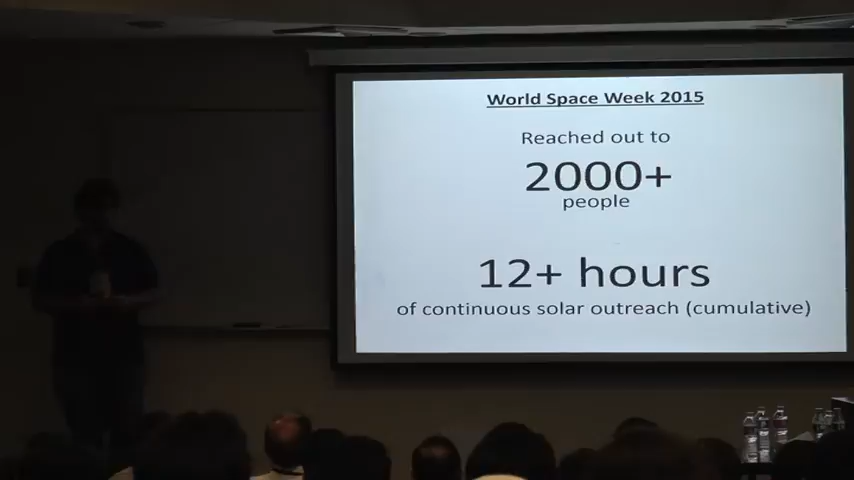 World Space Week 2015
Reached out to
2000+
people
12+ hours
of continuous solar outreach (cumulative)